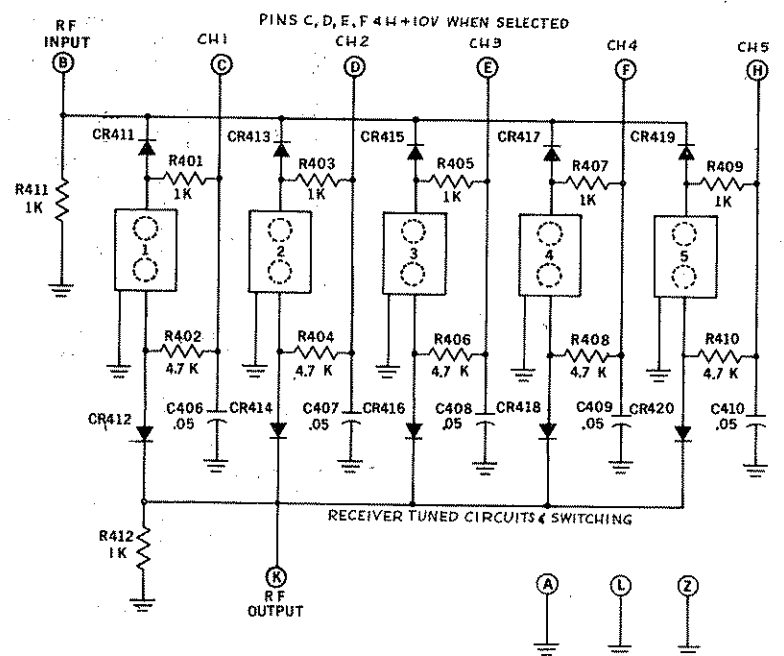 PINS C, D, E, F & H +10V WHEN SELECTED
RF
INPUT
CH1
CH2
CH3
CH4
CH5
B
C
D
E
F
H
CR411
CR413
CR415
CR417
CR419
R401
1K
R403
1K
R405
1K
R407
1K
R409
1K
R411
1K
1
2
3
4
5
R402
4.7 K
R404
4.7 K
R406
4.7 K
R408
4.7 K
R410
4.7 K
CR412
C406
.05
CR414
C407
.05
CR416
C408
.05
CR418
C409
.05
CR420
C410
.05
RECEIVER TUNED CIRCUITS & SWITCHING
R412
1K
K
RF
OUTPUT
A
L
Z